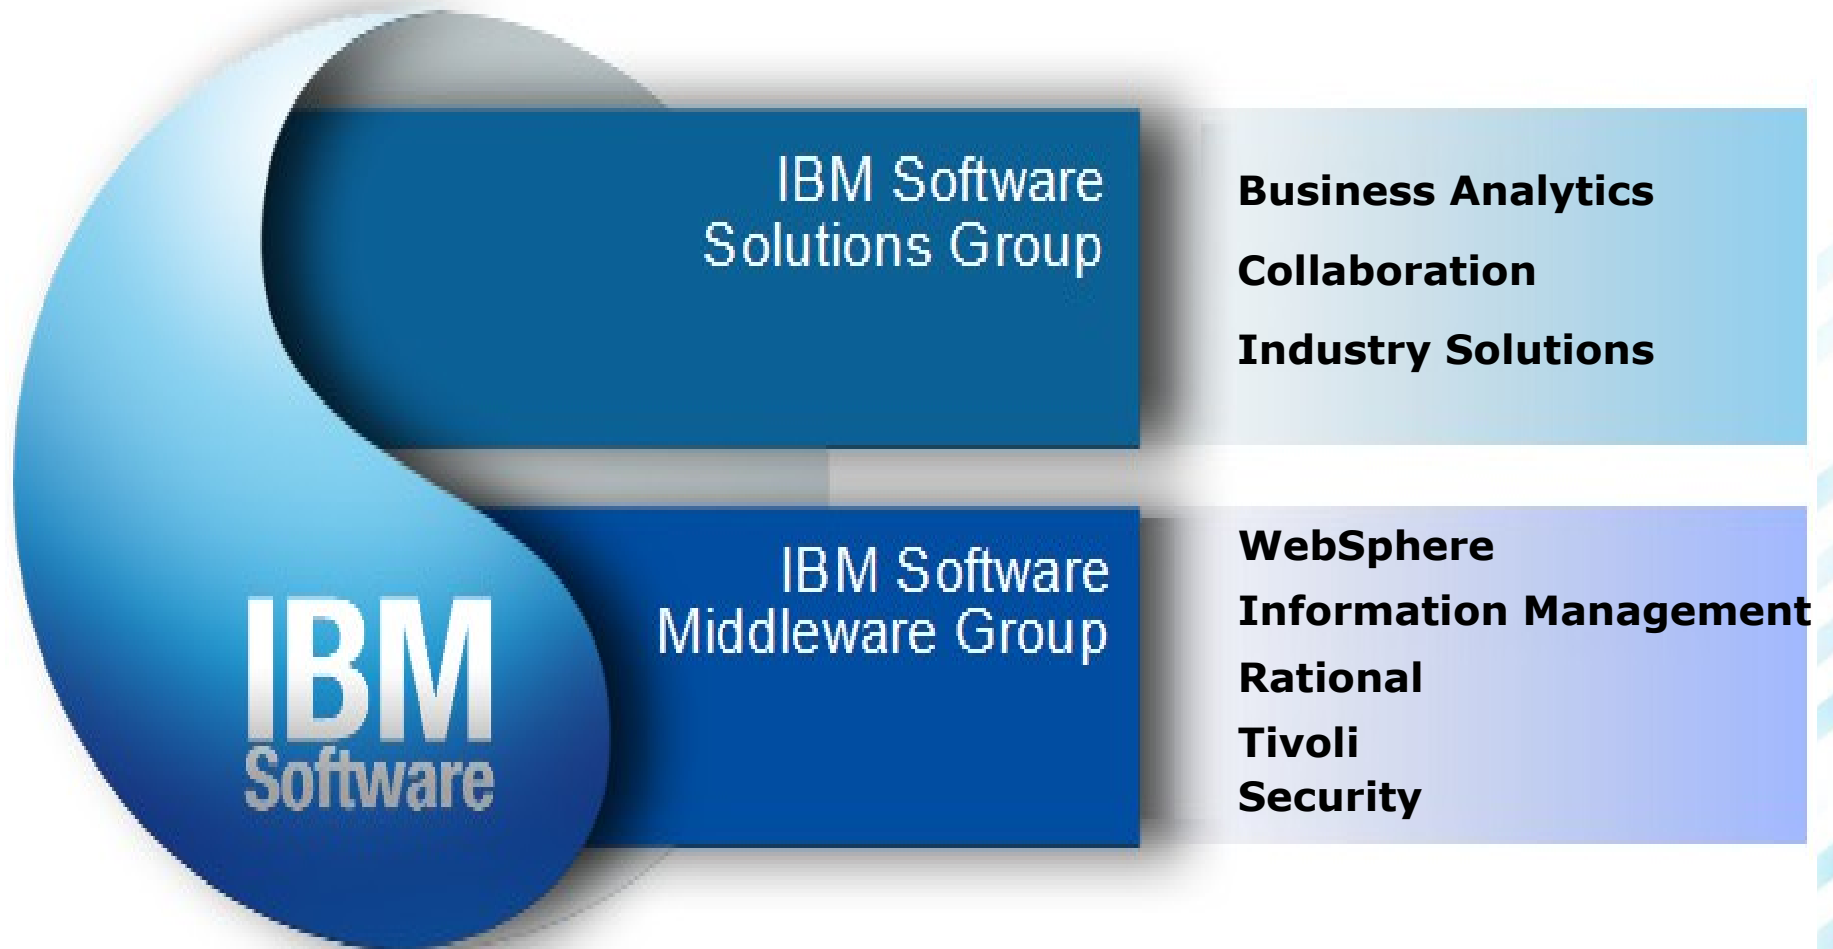 IBM Software
Solutions Group
Business Analytics
Collaboration
Industry Solutions
IBM Software
Middleware Group
WebSphere
Information Management
Rational
Tivoli
Security
IBM
Software